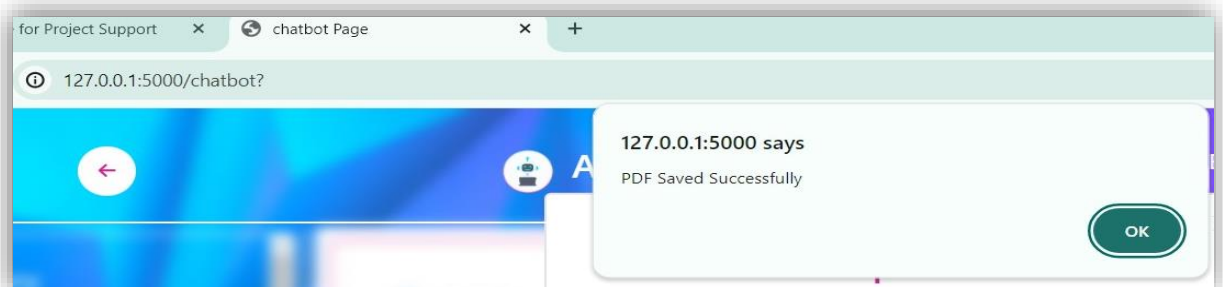 for Project Support
chatbot Page
127.0.0.1:5000/chatbot?
127.0.0.1:5000 says
PDF Saved Successfully
A
OK